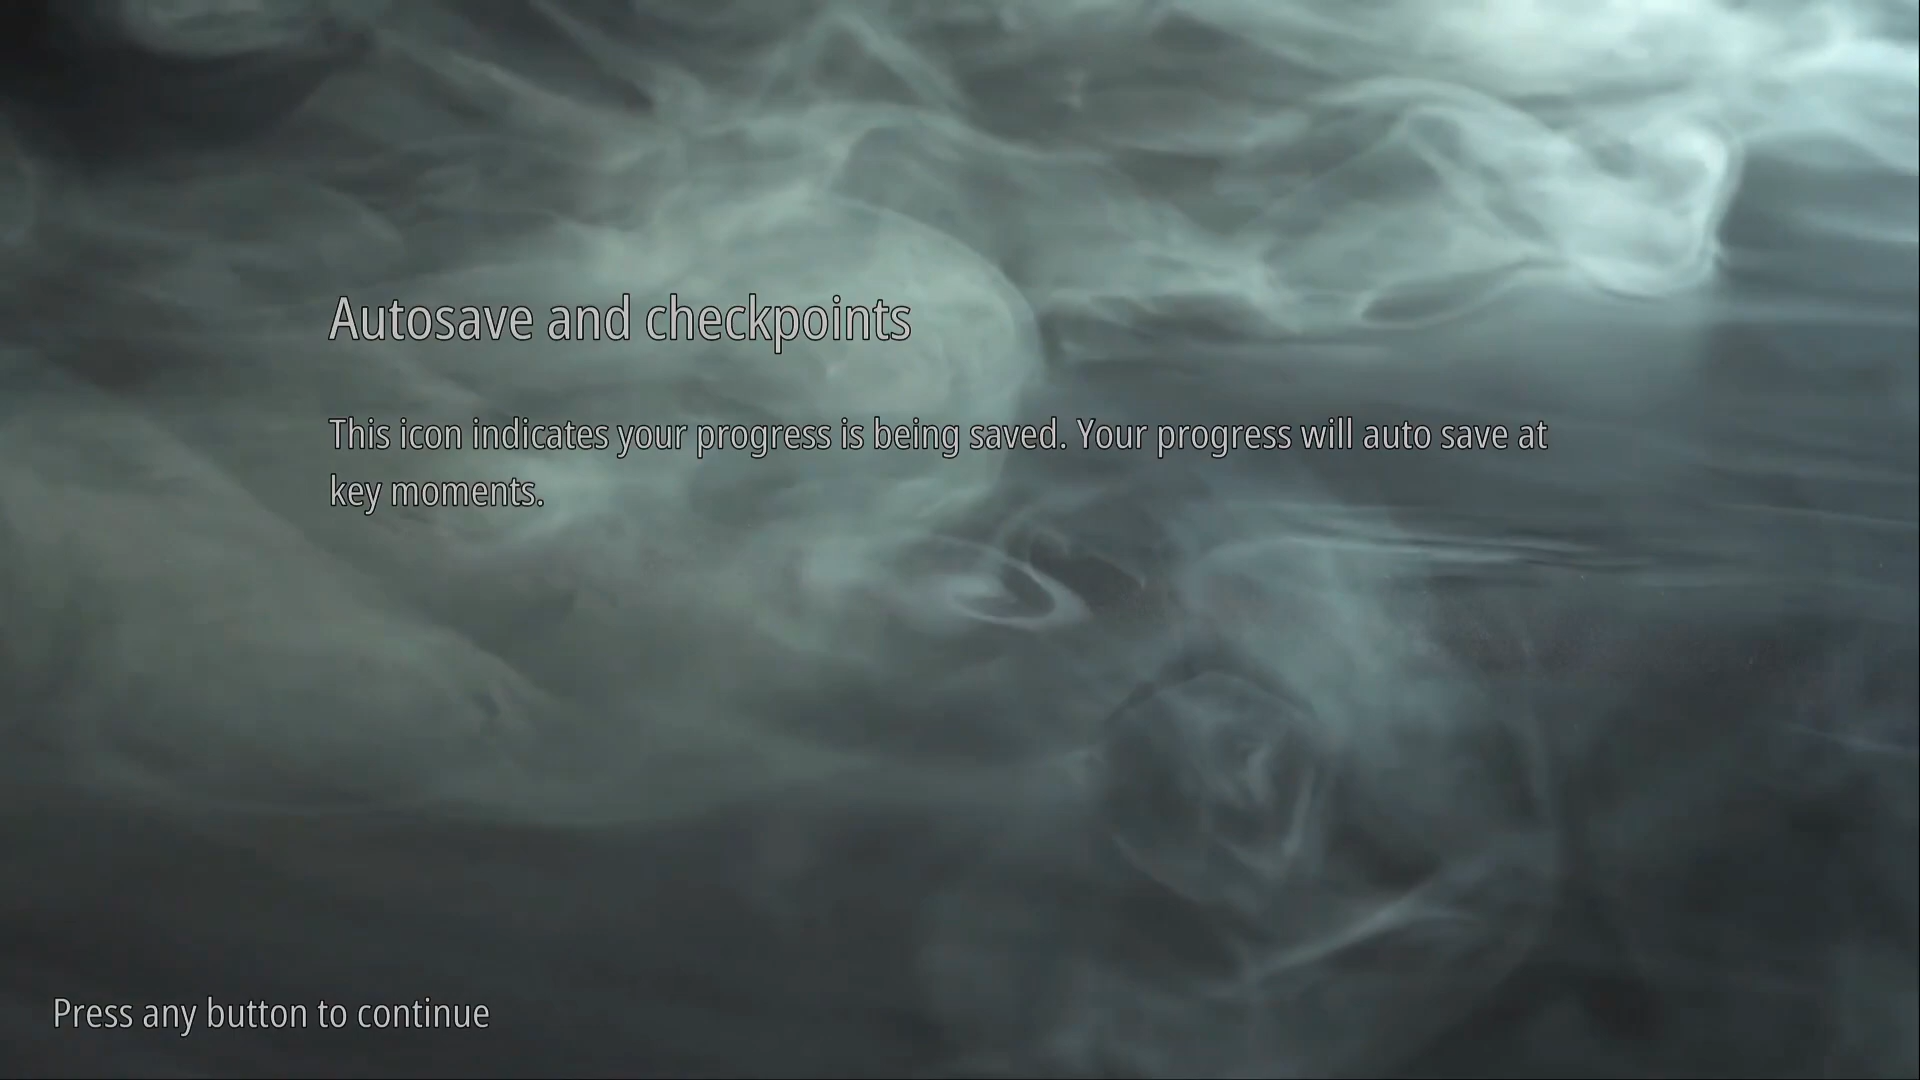 Autosave and checkpoints
This icon indicates your progress is being saved. Your progress will auto save at
key moments.
Press any button to continue